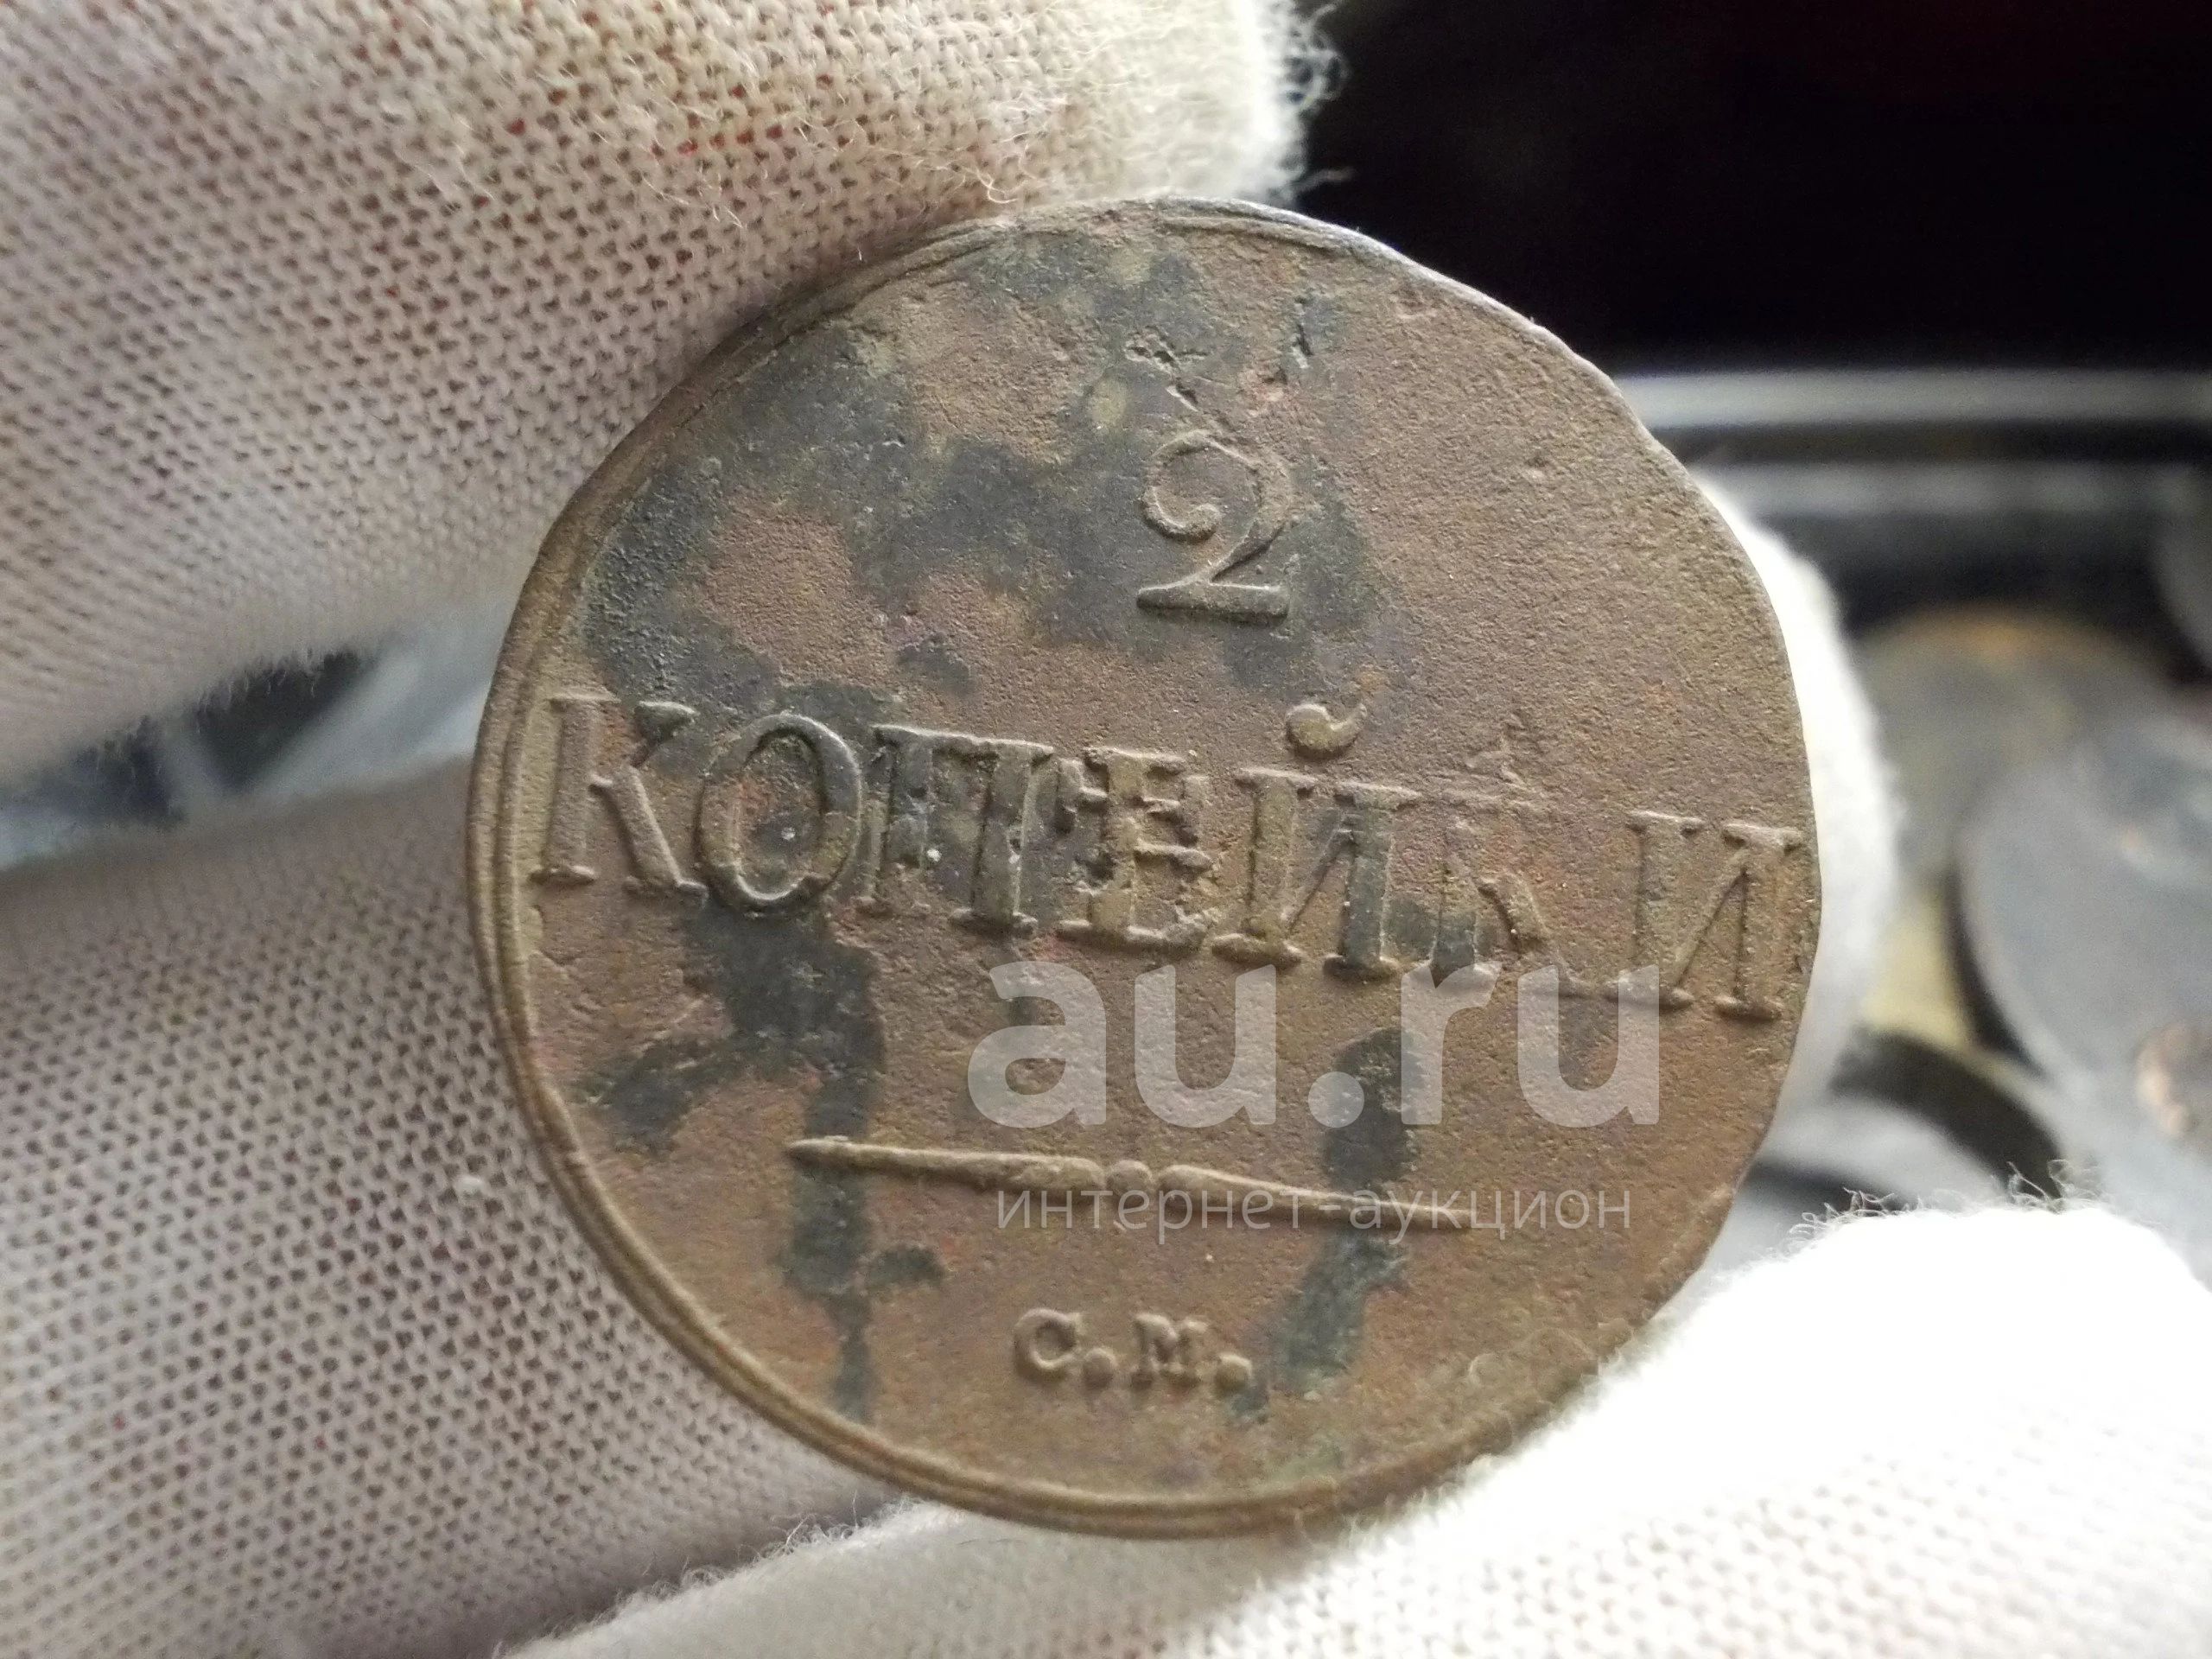 2
КОПЕЙКИ
au.ru
интернет-аукцион
С.М.